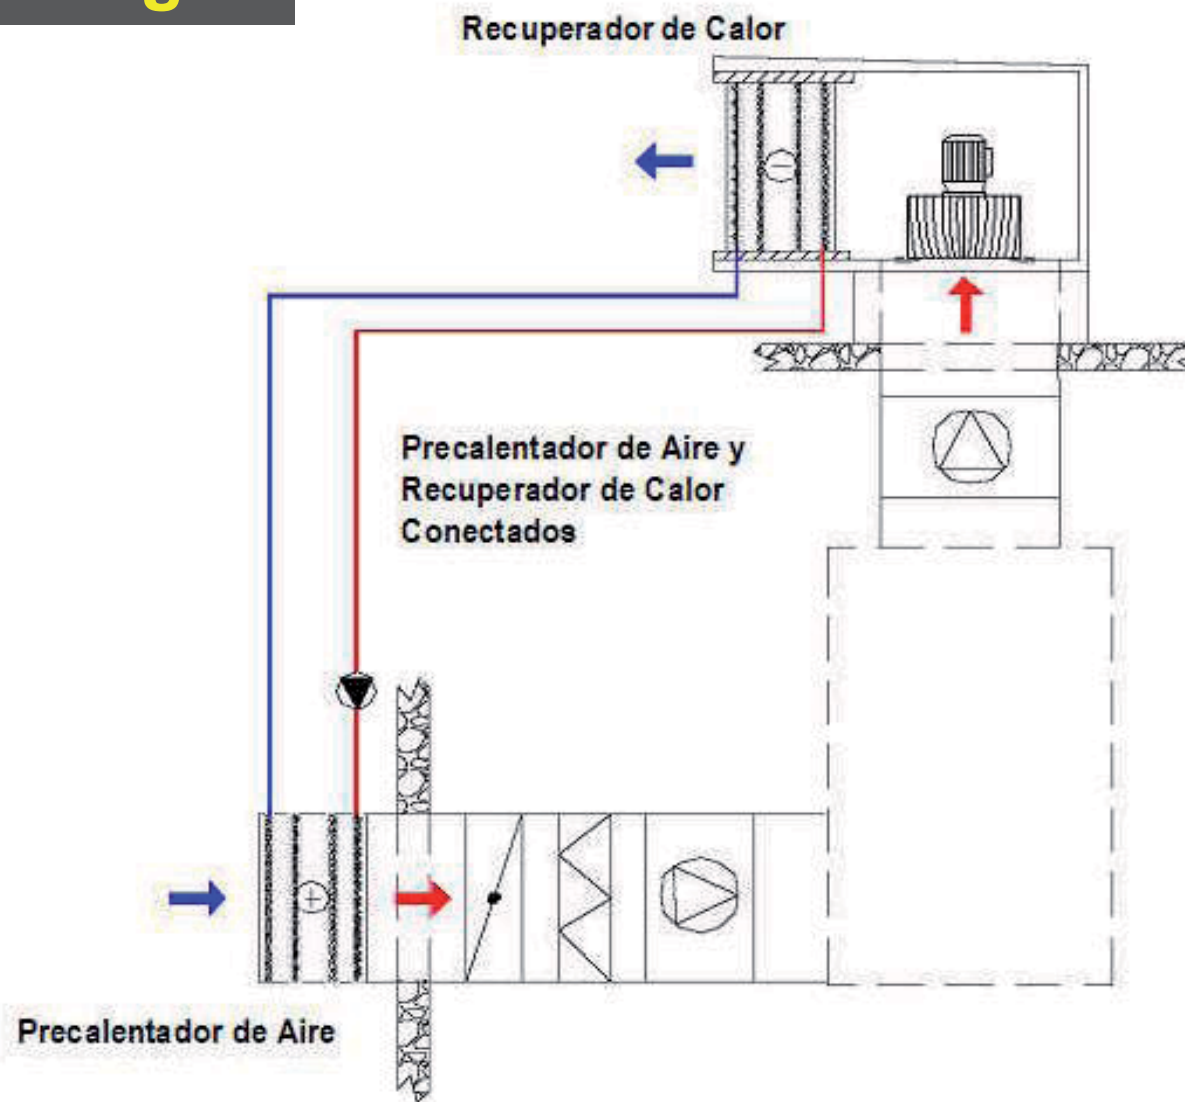 Recuperador de Calor
Precalentador de Aire y
Recuperador de Calor
Conectados
Precalentador de Aire